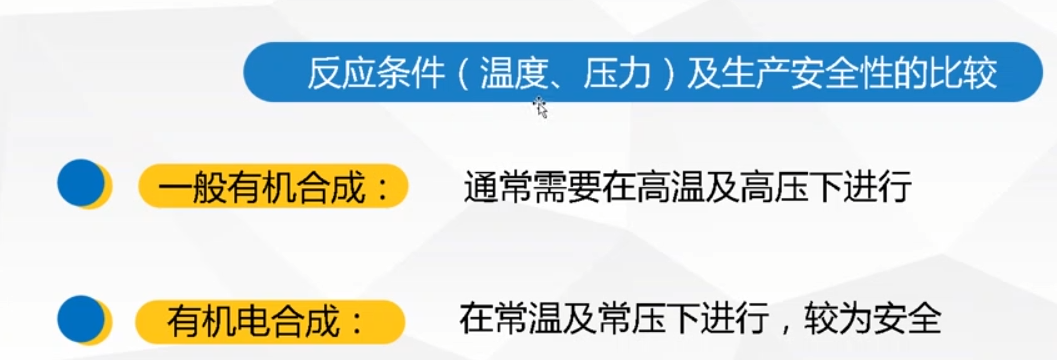 反应条件（温度、压力）及生产安全性的比较
一般有机合成：
通常需要在高温及高压下进行
有机电合成：
在常温及常压下进行，较为安全